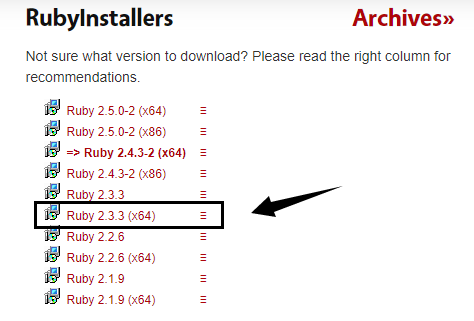 RubyInstallers Archives»
Not sure what version to download? Please read the right column for
recommendations.
Ruby 2.5.0-2 (x64)
Ruby 2.5.0-2 (x86)
=> Ruby 2.4.3-2 (x64)
Ruby 2.4.3-2 (x86)
Ruby 2.3.3
Ruby 2.3.3 (x64)
Ruby 2.2.6
Ruby 2.2.6 (x64)
Ruby 2.1.9
Ruby 2.1.9 (x64)